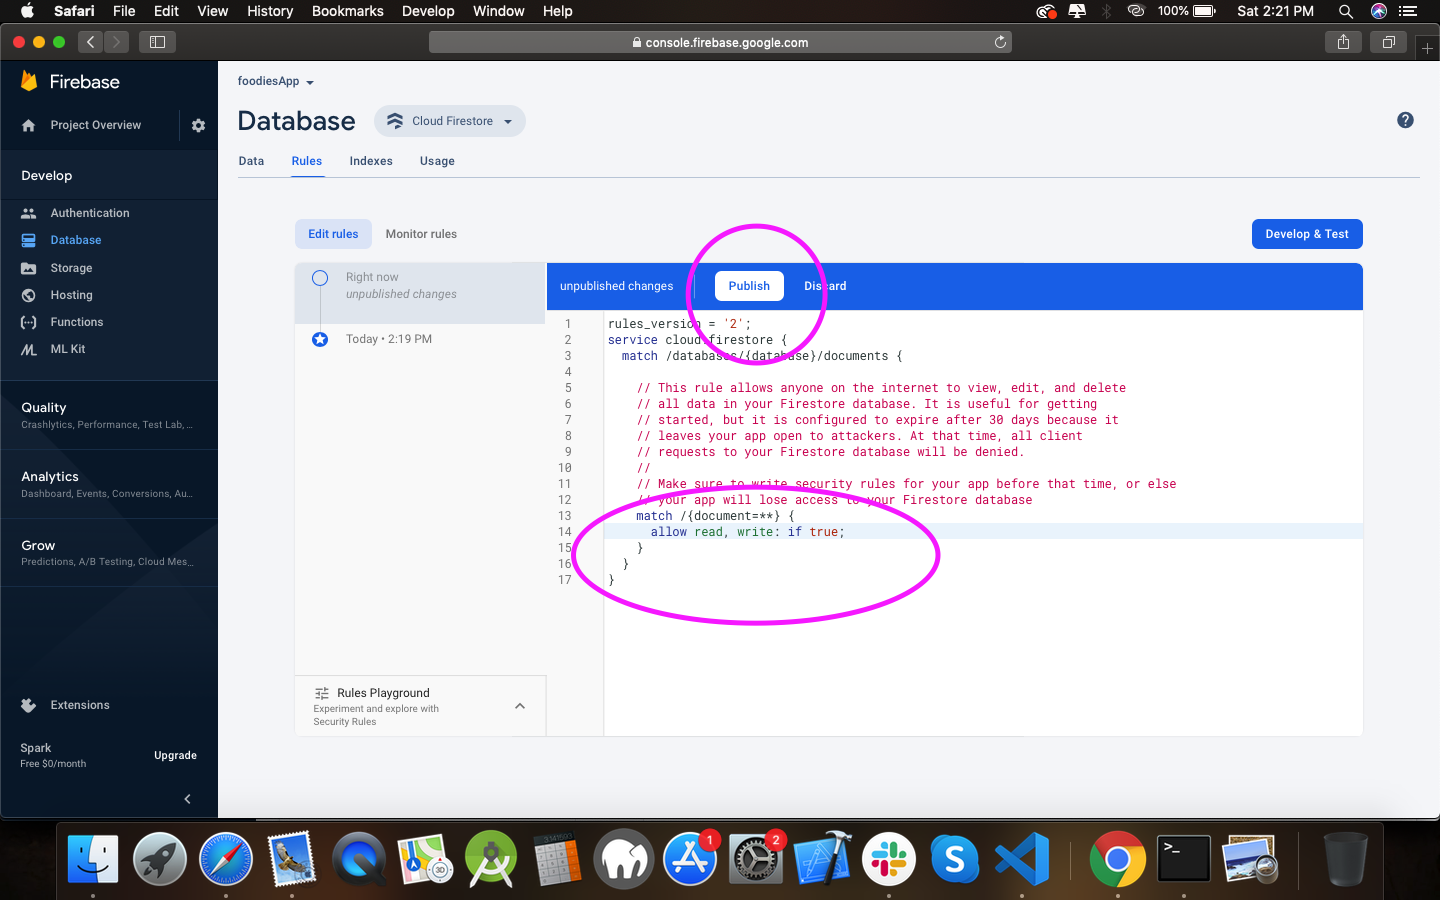 Safari File Edit View History Bookmarks Develop Window Help 100% Sat 2:21 PM
console.firebase.google.com
Firebase
Project Overview
Develop
Authentication
Database
Storage
Hosting
Functions
ML Kit
Quality
Crashlytics, Performance, Test Lab, ...
Analytics
Dashboard, Events, Conversions, Au...
Grow
Predictions, A/B Testing, Cloud Mes...
Extensions
Spark
Free $0/month
Upgrade
foodiesApp
Database Cloud Firestore
Data Rules Indexes Usage
Edit rules Monitor rules Develop & Test
Right now
unpublished changes
Today • 2:19 PM
Rules Playground
Experiment and explore with
Security Rules
unpublished changes Publish Discard
1 rules_version = '2';
2 service cloud.firestore {
3 match /databases/{database}/documents {
4
5 // This rule allows anyone on the internet to view, edit, and delete
6 // all data in your Firestore database. It is useful for getting
7 // started, but it is configured to expire after 30 days because it
8 // leaves your app open to attackers. At that time, all client
9 // requests to your Firestore database will be denied.
10 //
11 // Make sure to write security rules for your app before that time, or else
12 // your app will lose access to your Firestore database
13 match /{document=**} {
14 allow read, write: if true;
15 }
16 }
17 }
1
2